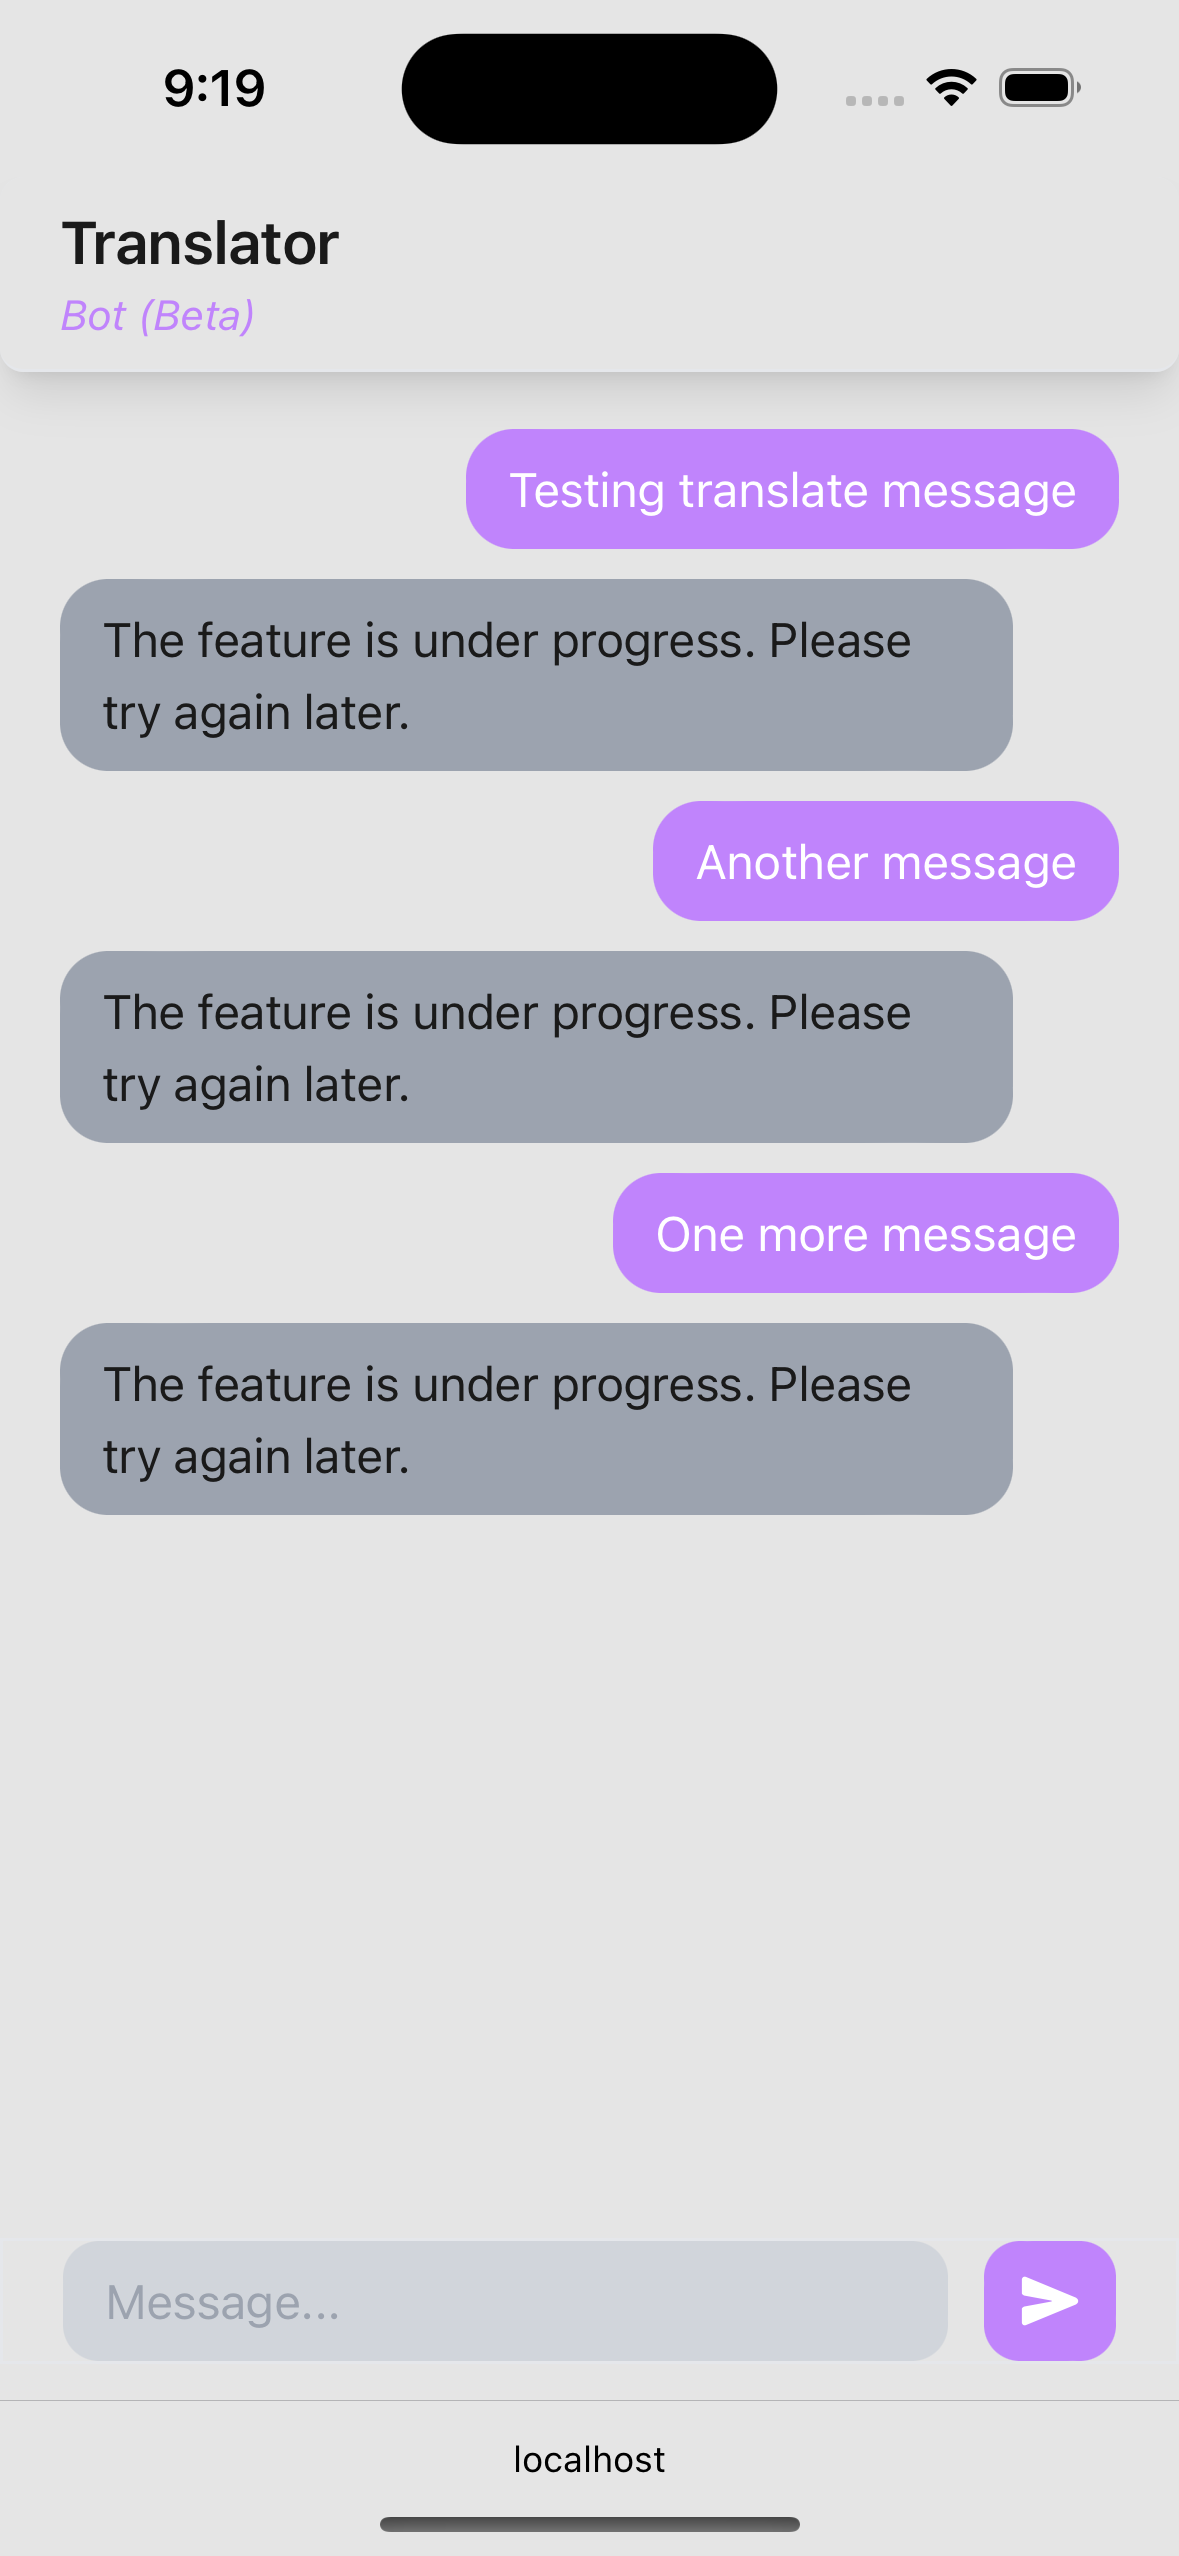 9:19
Translator
Bot (Beta)
Testing translate message
The feature is under progress. Please
try again later.
Another message
The feature is under progress. Please
try again later.
One more message
The feature is under progress. Please
try again later.
Message...
localhost